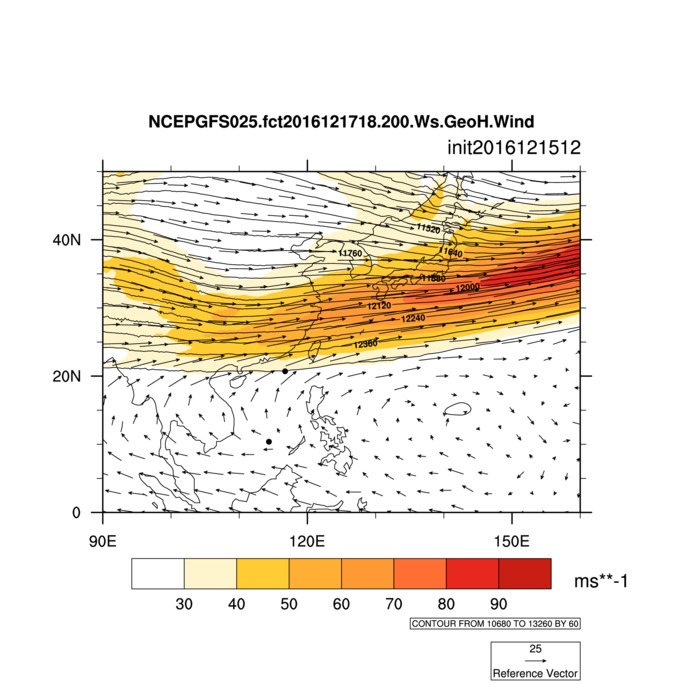 NCEPGFS025.fct2016121718.200.Ws.GeoH.Wind
init2016121512
40N
20N
0
90E 120E 150E
11520
11640
11760
11880
12000
12120
12240
12360
30 40 50 60 70 80 90
ms**-1
CONTOUR FROM 10680 TO 13260 BY 60
25
Reference Vector